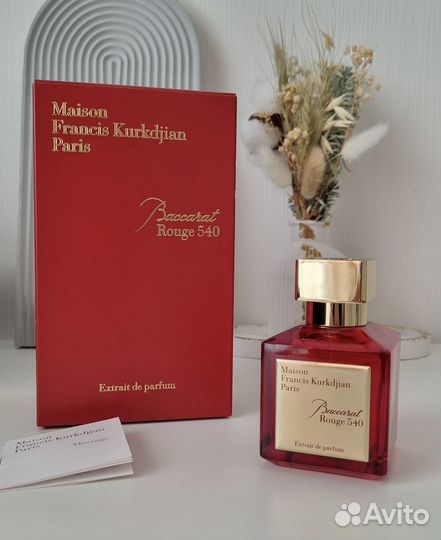 Maison
Francis Kurkdjian
Paris
Baccarat
Rouge 540
Extrait de parfum
Maison
Francis Kurkdjian
Paris
Baccarat
Rouge 540
Extrait de parfum
Maison
Francis Kurkdjian
Paris Message
Avito